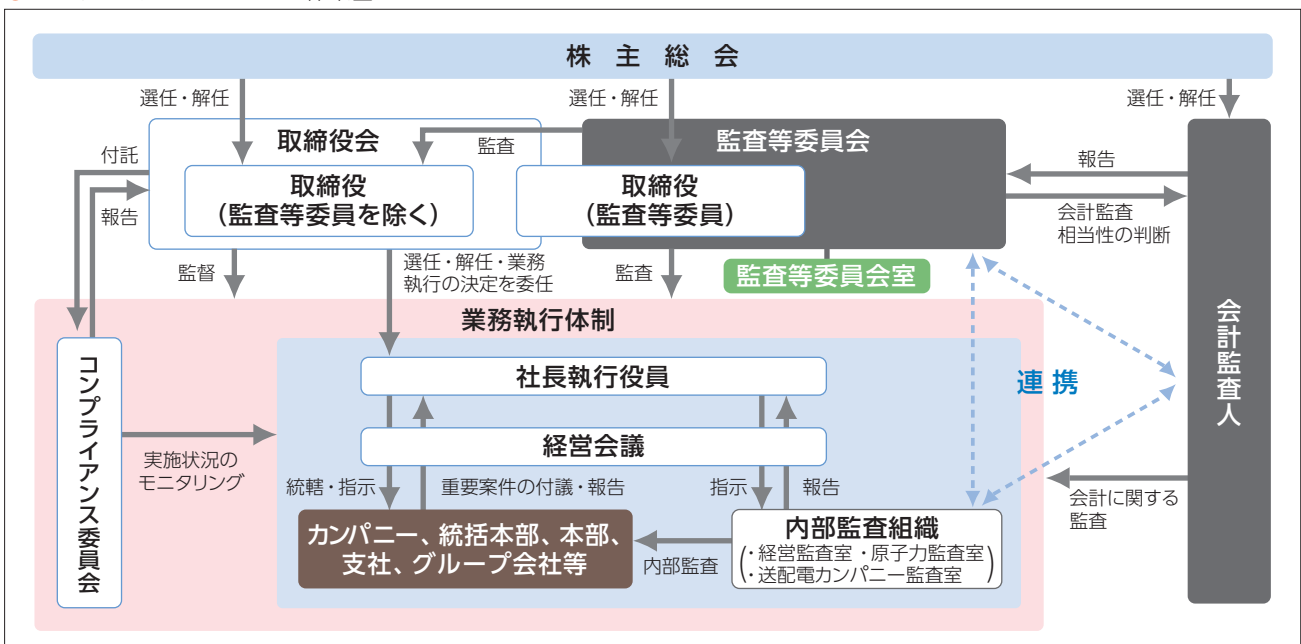 株主総会
選任・解任
選任・解任
選任・解任
取締役会
監査
監査等委員会
付託
報告
取締役
（監査等委員を除く）
取締役
（監査等委員）
報告
会計監査
相当性の判断
監督
選任・解任・業務
執行の決定を委任
監査
監査等委員会室
会計監査人
業務執行体制
コンプライアンス委員会
社長執行役員
連携
経営会議
実施状況の
モニタリング
統轄・指示
重要案件の付議・報告
指示
報告
会計に関する
監査
カンパニー、統括本部、本部、
支社、グループ会社等
内部監査
内部監査組織
（・経営監査室・原子力監査室
・送配電カンパニー監査室）